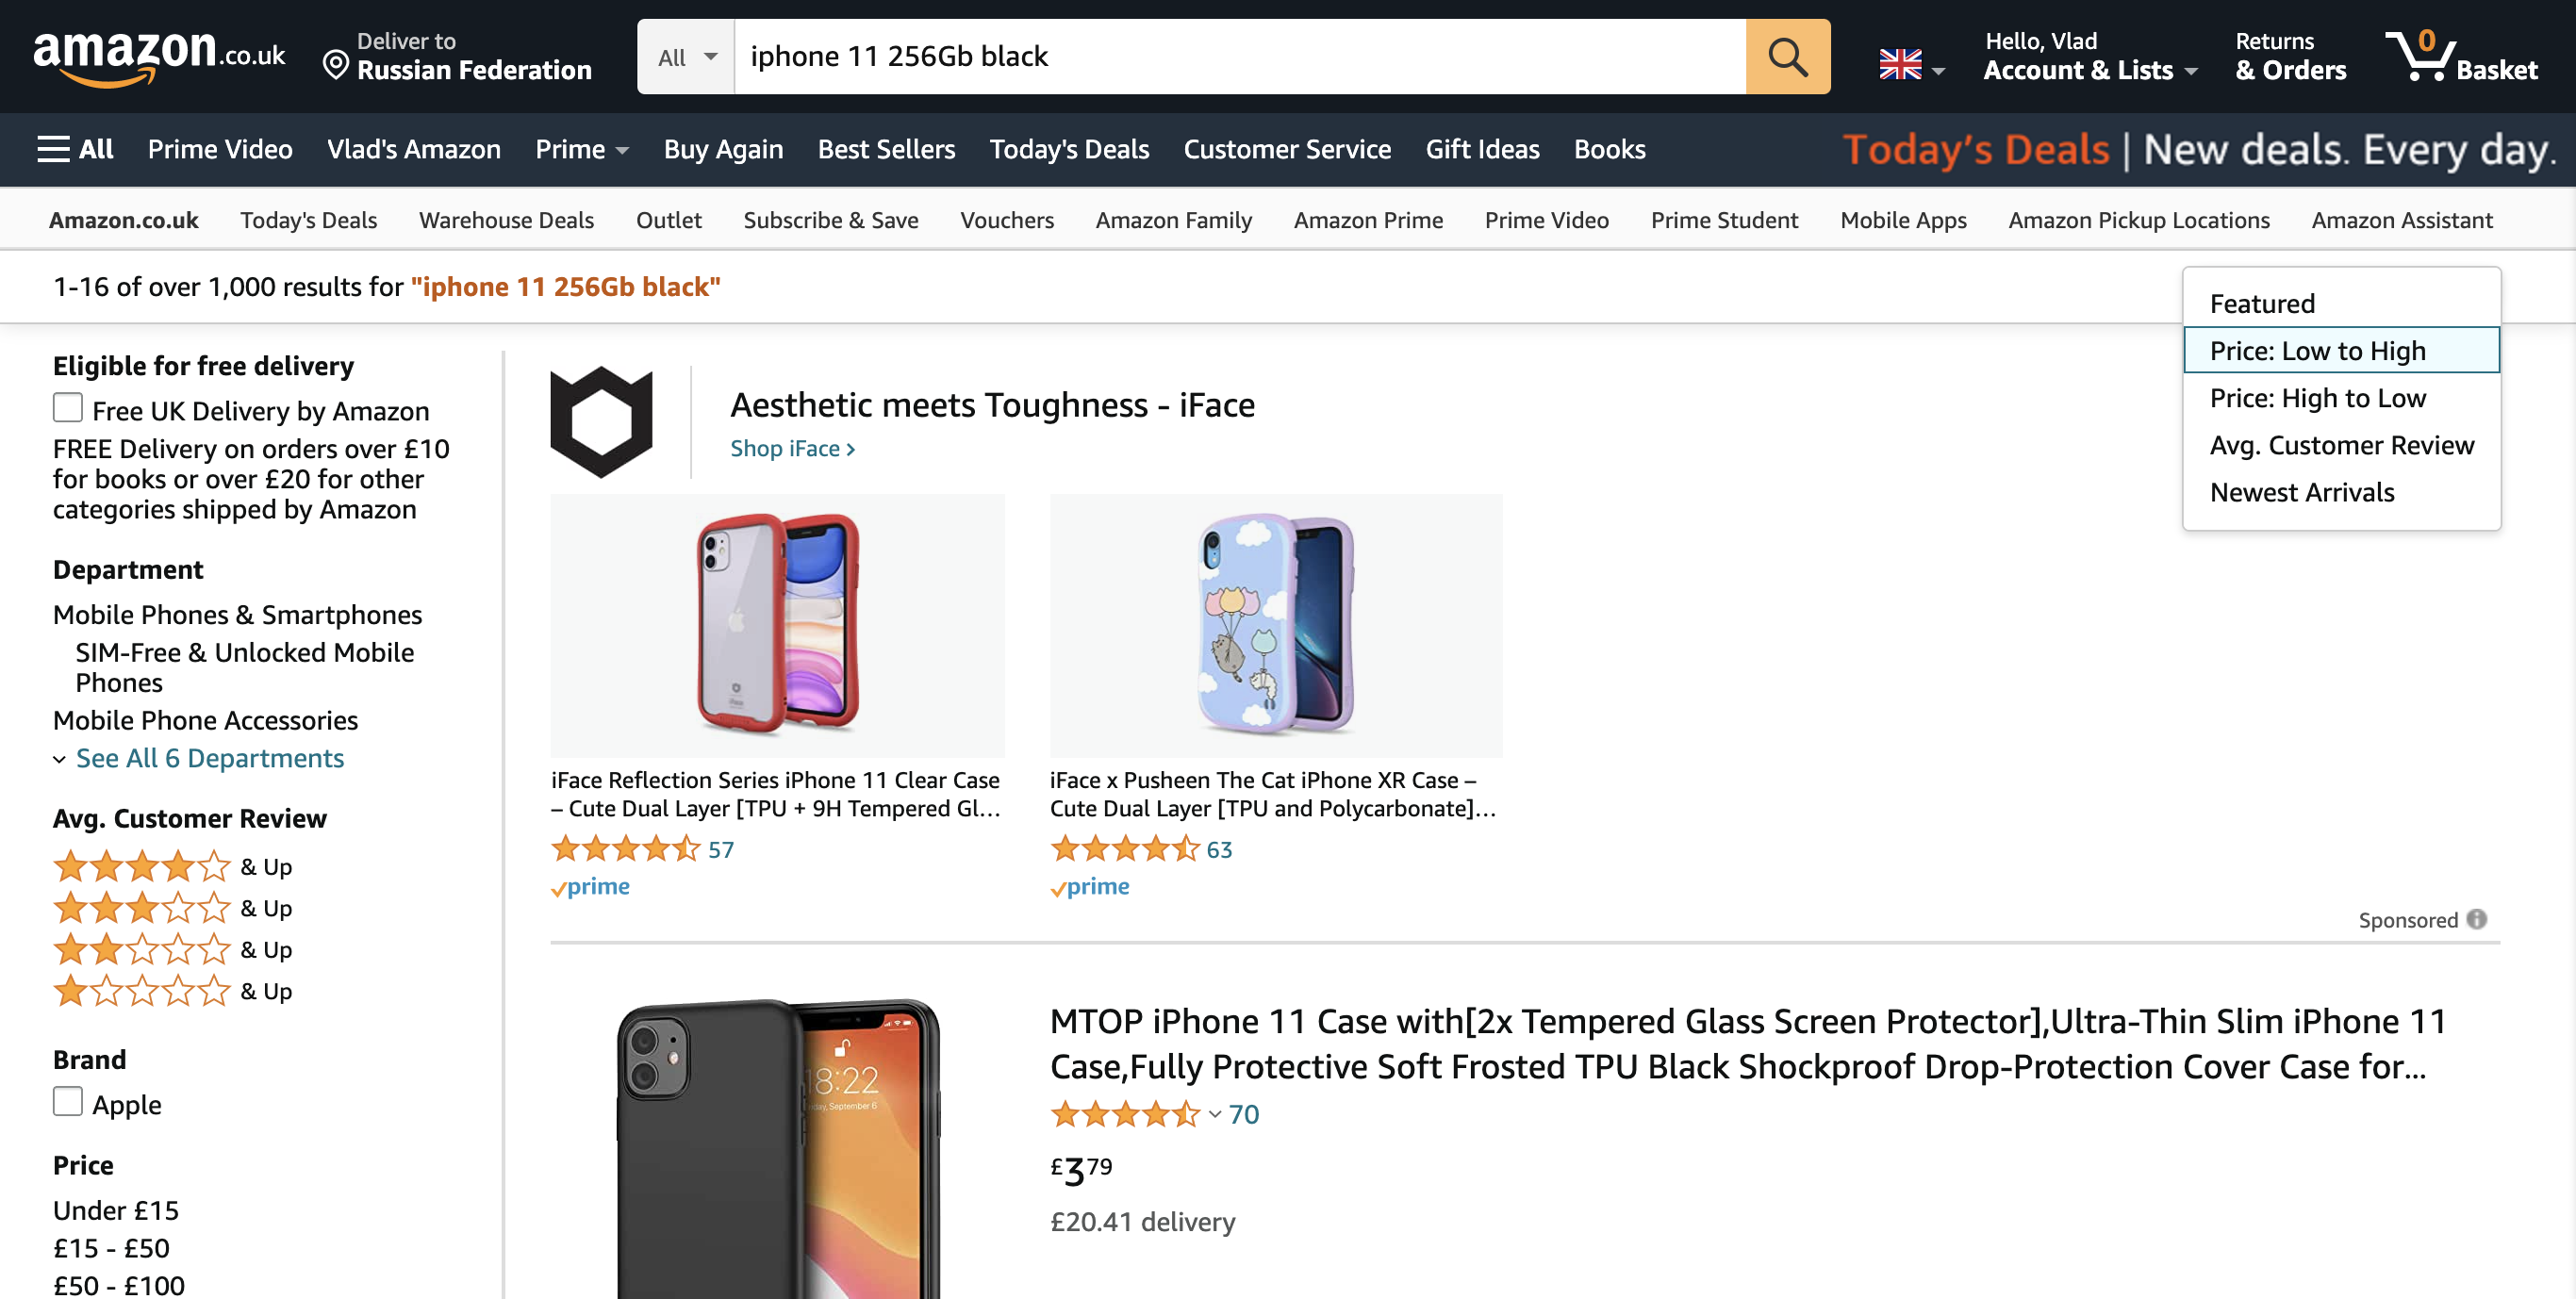 amazon.co.uk
Deliver to
Russian Federation
All
iphone 11 256Gb black
Hello, Vlad
Account & Lists
Returns
& Orders
0
Basket
All
Prime Video
Vlad's Amazon
Prime
Buy Again
Best Sellers
Today's Deals
Customer Service
Gift Ideas
Books
Today's Deals | New deals. Every day.
Amazon.co.uk
Today's Deals
Warehouse Deals
Outlet
Subscribe & Save
Vouchers
Amazon Family
Amazon Prime
Prime Video
Prime Student
Mobile Apps
Amazon Pickup Locations
Amazon Assistant
1-16 of over 1,000 results for "iphone 11 256Gb black"
Featured
Price: Low to High
Price: High to Low
Avg. Customer Review
Newest Arrivals
Eligible for free delivery
Free UK Delivery by Amazon
FREE Delivery on orders over £10
for books or over £20 for other
categories shipped by Amazon
Department
Mobile Phones & Smartphones
SIM-Free & Unlocked Mobile
Phones
Mobile Phone Accessories
See All 6 Departments
Avg. Customer Review
& Up
& Up
& Up
& Up
Brand
Apple
Price
Under £15
£15 - £50
£50 - £100
Aesthetic meets Toughness - iFace
Shop iFace ›
iFace Reflection Series iPhone 11 Clear Case
– Cute Dual Layer [TPU + 9H Tempered Gl…
57
prime
iFace x Pusheen The Cat iPhone XR Case –
Cute Dual Layer [TPU and Polycarbonate]…
63
prime
Sponsored
18:22
September 6
MTOP iPhone 11 Case with[2x Tempered Glass Screen Protector],Ultra-Thin Slim iPhone 11
Case,Fully Protective Soft Frosted TPU Black Shockproof Drop-Protection Cover Case for...
70
£3.79
£20.41 delivery